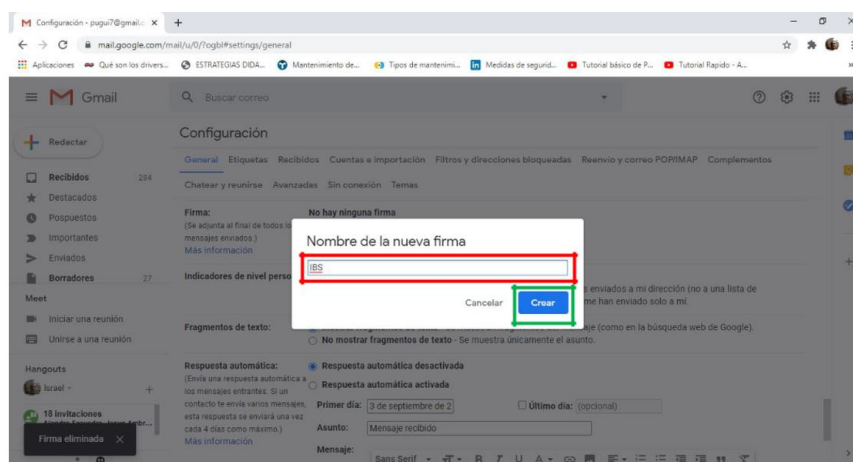 Configuración - pugui7@gmail.c
mail.google.com/mail/u/0/?ogbl#settings/general
Aplicaciones Qué son los drivers... ESTRATEGIAS DIDA... Mantenimiento de... Tipos de mantenimi... Medidas de segurid... Tutorial básico de P... Tutorial Rapido - A...
Gmail
Buscar correo
Redactar
Recibidos 284
Destacados
Pospuestos
Importantes
Enviados
Borradores 27
Meet
Iniciar una reunión
Unirse a una reunión
Hangouts
Israel
18 invitaciones
Firma eliminada
Configuración
General Etiquetas Recibidos Cuentas e importación Filtros y direcciones bloqueadas Reenvío y correo POP/IMAP Complementos
Chatear y reunirse Avanzadas Sin conexión Temas
Firma: No hay ninguna firma
(Se adjunta al final de todos lo
mensajes enviados.)
Más información
Nombre de la nueva firma
IBS
Cancelar Crear
Indicadores de nivel perso
s enviados a mi dirección (no a una lista de
me han enviado solo a mí.
Fragmentos de texto:
aje (como en la búsqueda web de Google).
No mostrar fragmentos de texto - Se muestra únicamente el asunto.
Respuesta automática: Respuesta automática desactivada
(Envía una respuesta automática a
los mensajes entrantes. Si un
contacto te envía varios mensajes,
esta respuesta se enviará una vez
cada 4 días como máximo.)
Más información
Respuesta automática activada
Primer día: 3 de septiembre de 2 Último día: (opcional)
Asunto: Mensaje recibido
Mensaje:
Sans Serif